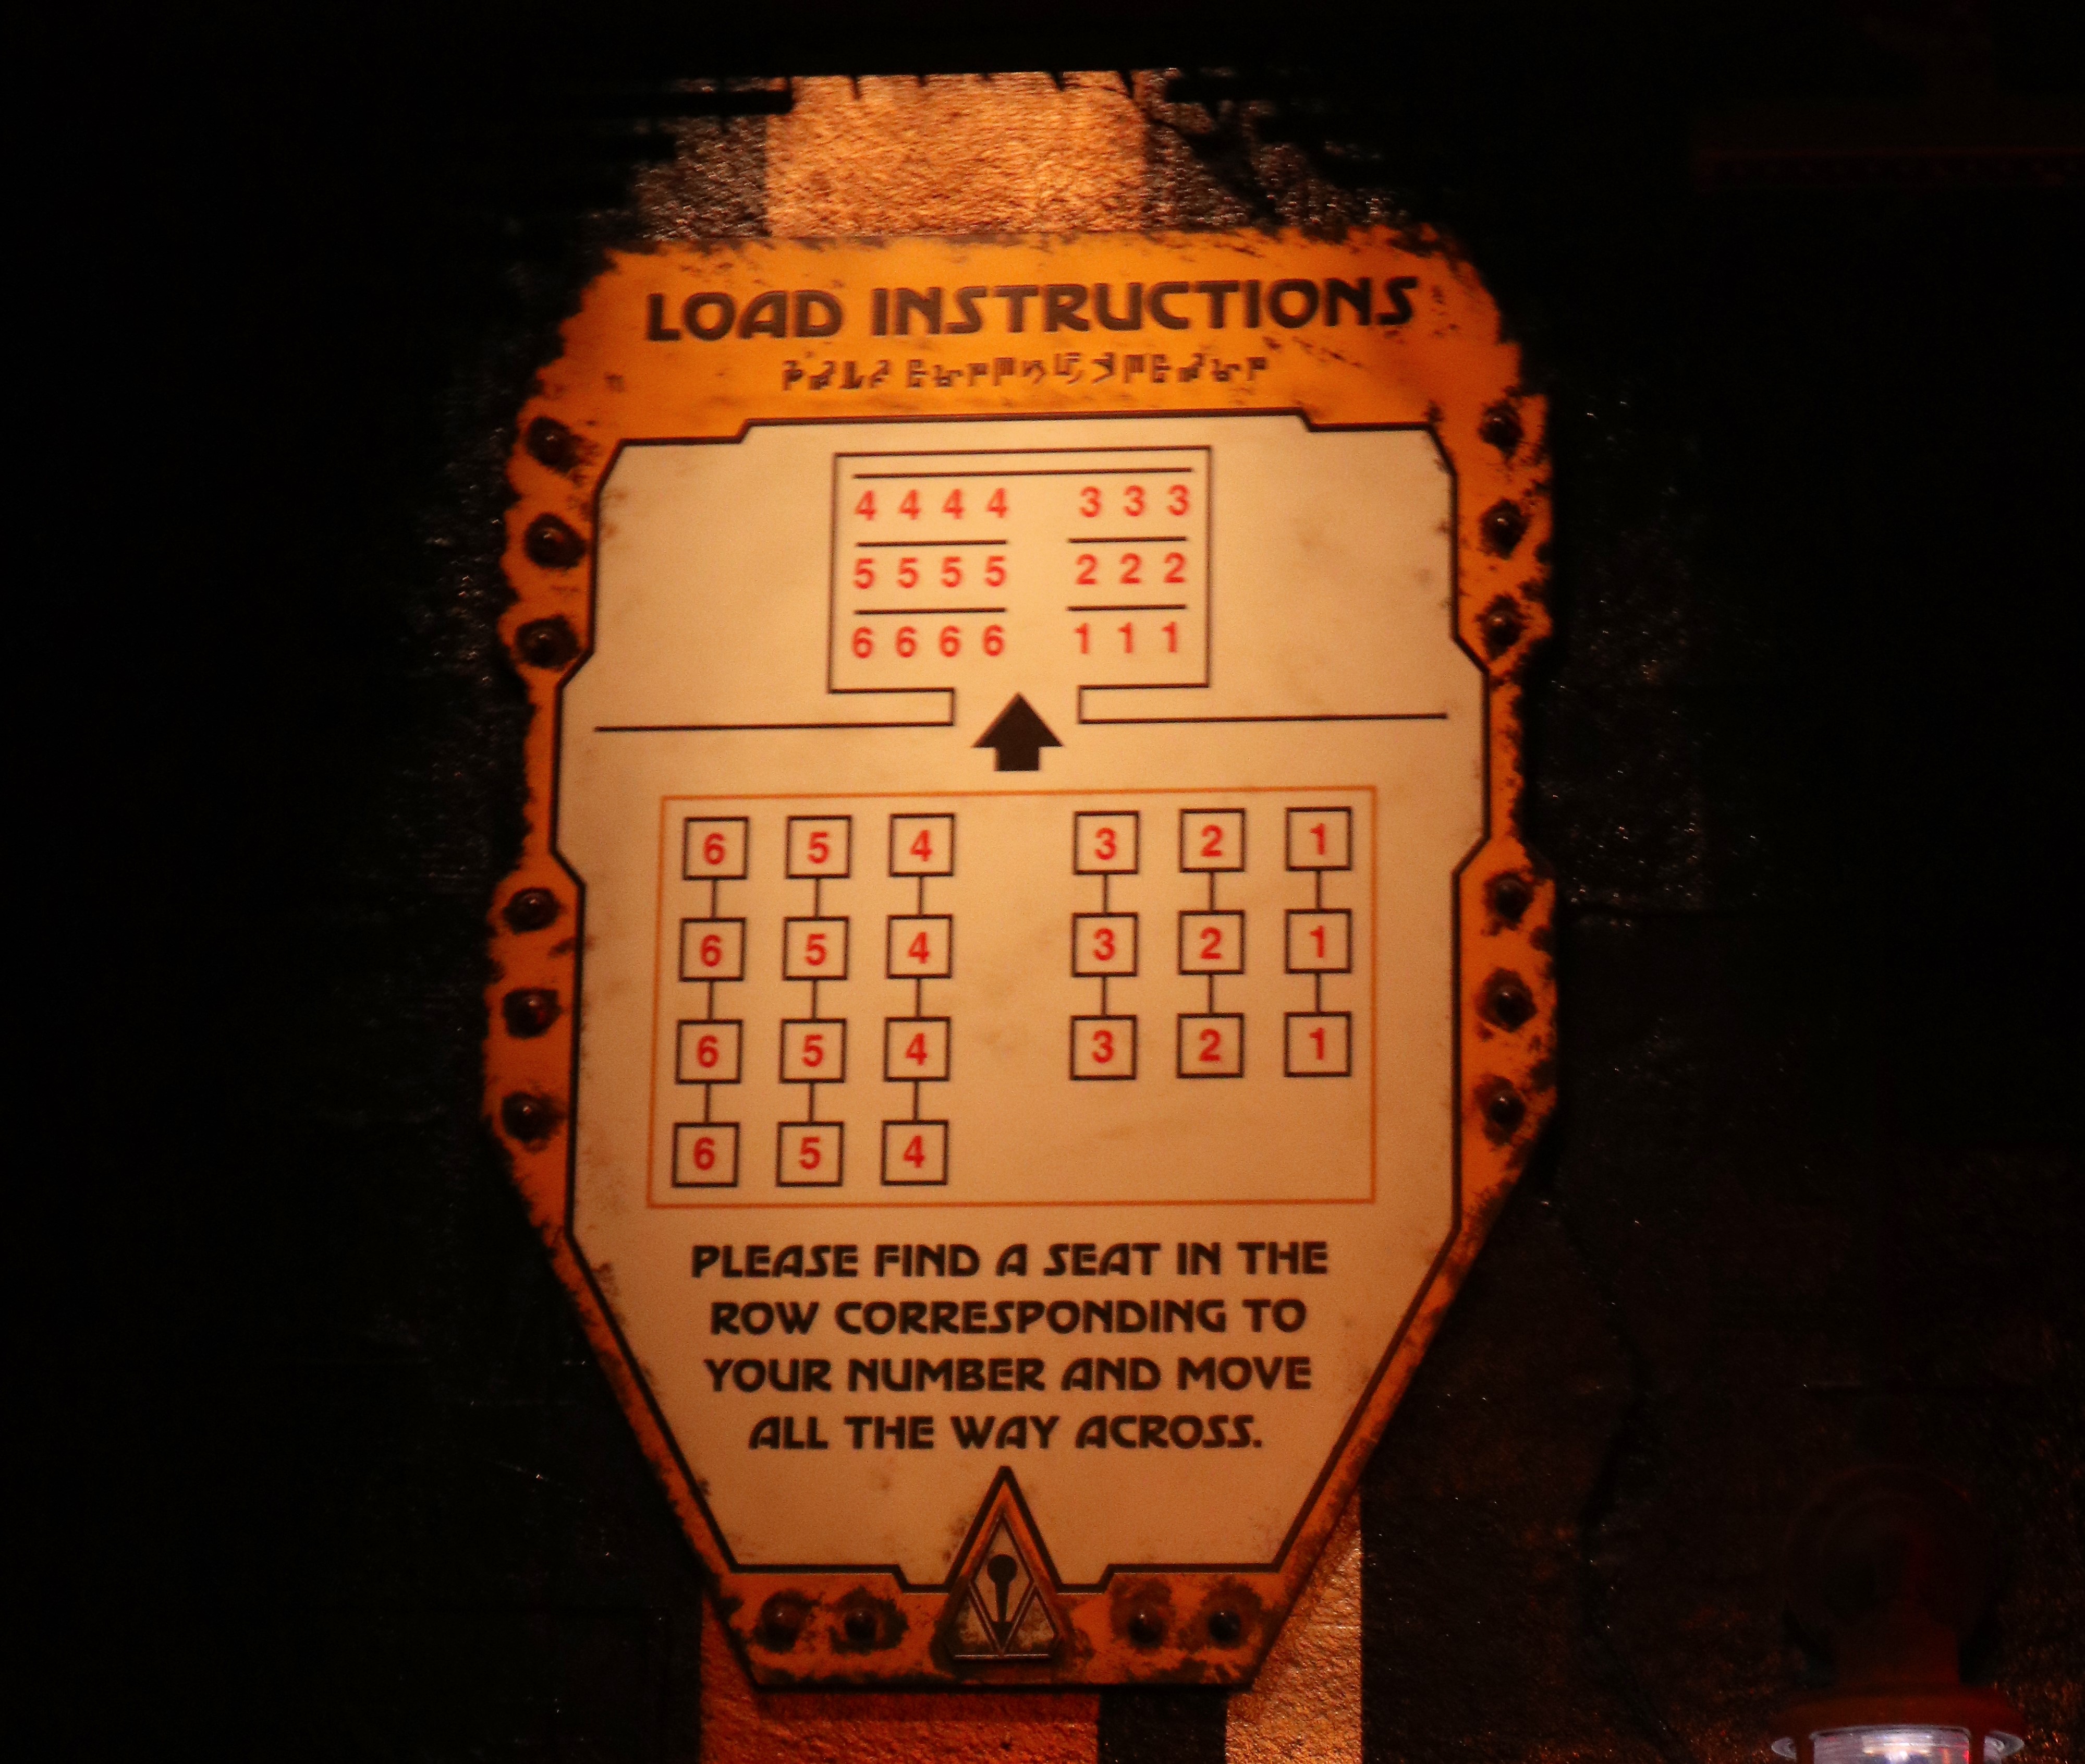 LOAD INSTRUCTIONS
4 4 4 4 3 3 3
5 5 5 5 2 2 2
6 6 6 6 1 1 1
6 5 4 3 2 1
6 5 4 3 2 1
6 5 4 3 2 1
6 5 4
PLEASE FIND A SEAT IN THE
ROW CORRESPONDING TO
YOUR NUMBER AND MOVE
ALL THE WAY ACROSS.